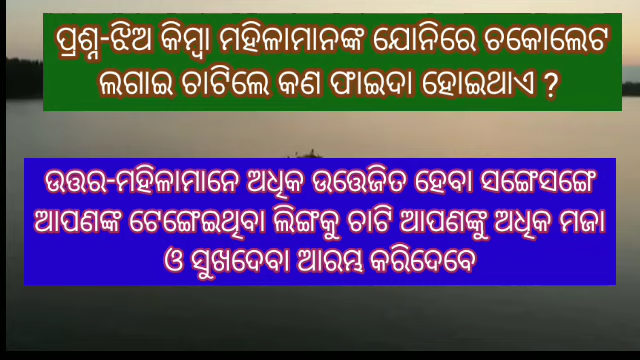 ପ୍ରଶ୍ନ-ଝିଅ କିମ୍ବା ମହିଳାମାନଙ୍କ ଯୋନିରେ ଚକୋଲେଟ
ଲଗାଇ ଚାଟିଲେ କଣ ଫାଇଦା ହୋଇଥାଏ ?
ଉତ୍ତର-ମହିଳାମାନେ ଅଧିକ ଉତ୍ତେଜିତ ହେବା ସଙ୍ଗେସଙ୍ଗେ
ଆପଣଙ୍କ ଟେଙ୍ଗେଇଥିବା ଲିଙ୍ଗକୁ ଚାଟି ଆପଣଙ୍କୁ ଅଧିକ ମଜା
ଓ ସୁଖଦେବା ଆରମ୍ଭ କରିଦେବେ